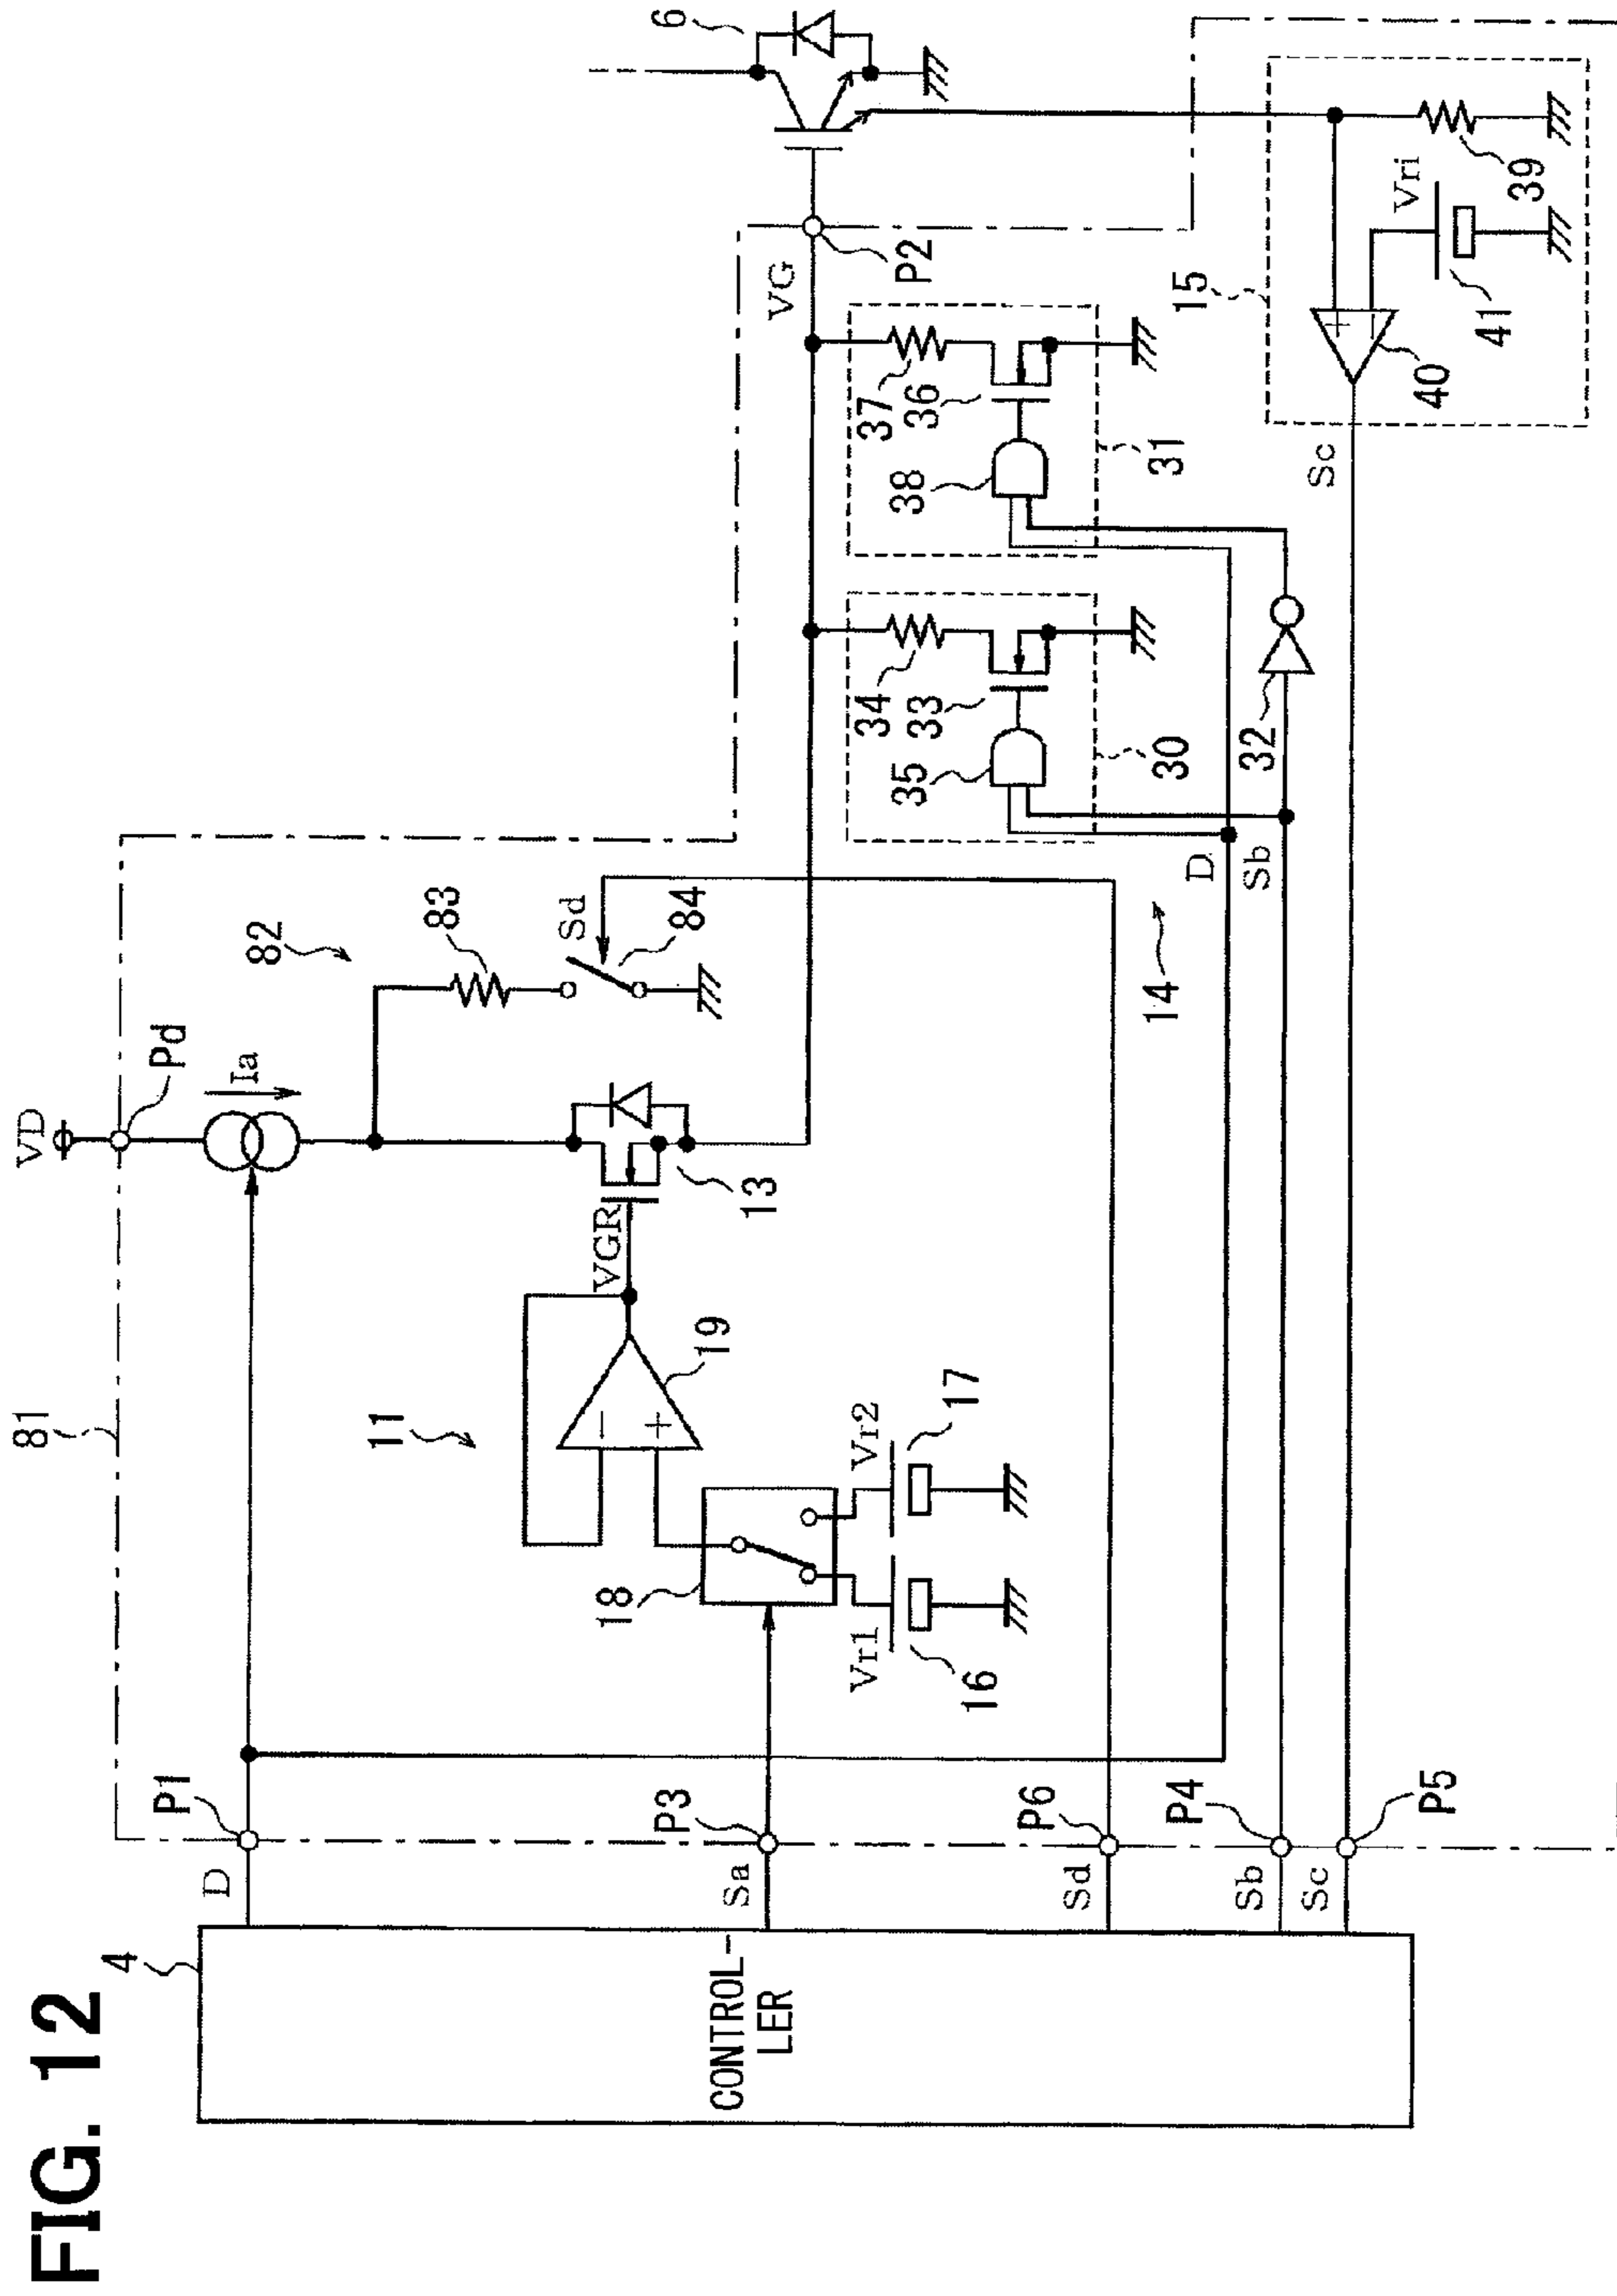 FIG. 12
4
CONTROL-
LER
D
Sa
Sd
Sb
Sc
P1
P3
P6
P4
P5
81
VD
Pd
Ia
11
VGR
19
18
Vr1
16
Vr2
17
13
82
83
Sd
84
14
D
Sb
VG
P2
6
34
33
35
30
37
36
38
31
32
Sc
15
40
41
Vri
39